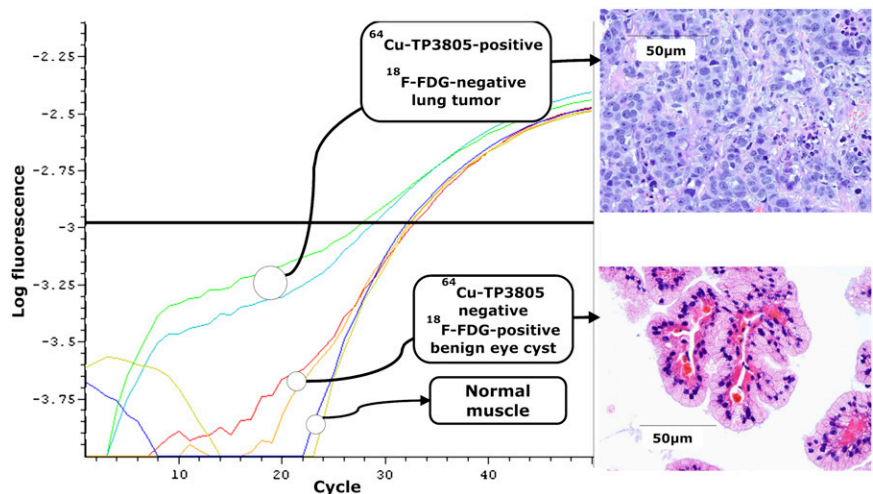 -2.25
-2.5
-2.75
-3
-3.25
-3.5
-3.75
Log fluorescence
10
20
30
40
Cycle
64Cu-TP3805-positive
18F-FDG-negative
lung tumor
64Cu-TP3805
negative
18F-FDG-positive
benign eye cyst
Normal
muscle
50µm
50µm